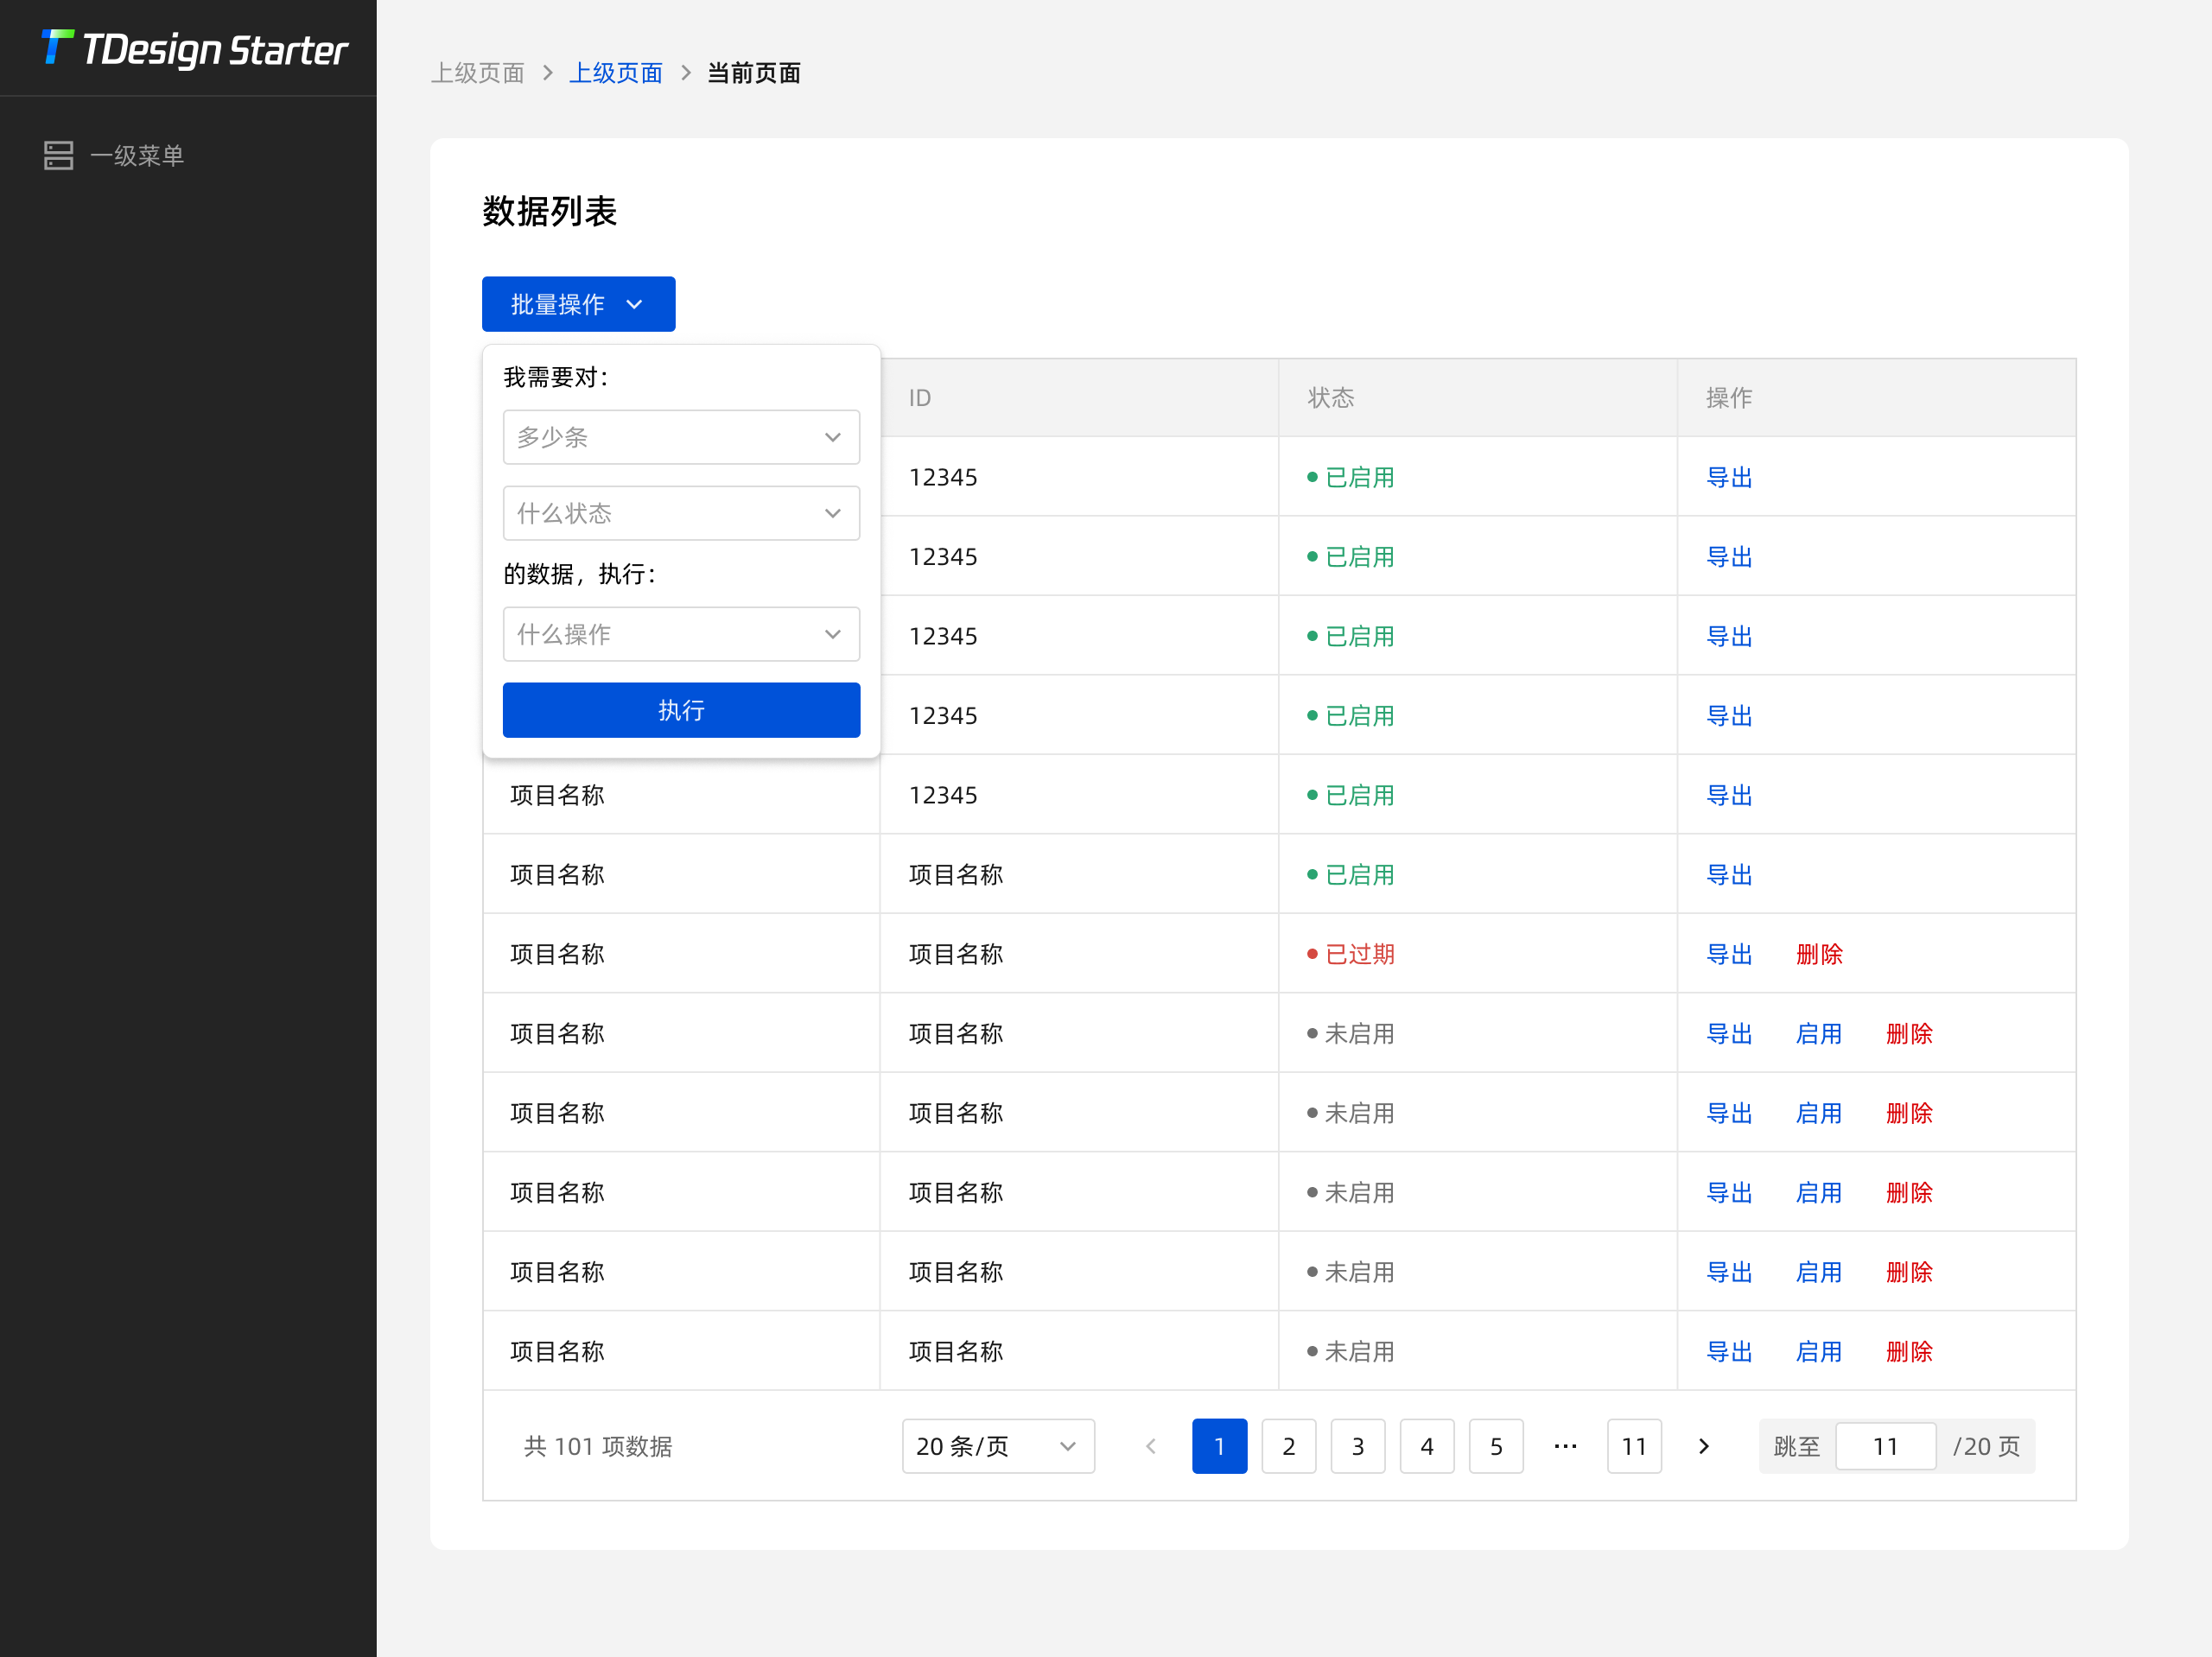 TDesign Starter
一级菜单
上级页面 > 上级页面 > 当前页面
数据列表
批量操作
我需要对：
多少条
什么状态
的数据，执行：
什么操作
执行
ID 状态 操作
12345 已启用 导出
12345 已启用 导出
12345 已启用 导出
12345 已启用 导出
项目名称 12345 已启用 导出
项目名称 项目名称 已启用 导出
项目名称 项目名称 已过期 导出 删除
项目名称 项目名称 未启用 导出 启用 删除
项目名称 项目名称 未启用 导出 启用 删除
项目名称 项目名称 未启用 导出 启用 删除
项目名称 项目名称 未启用 导出 启用 删除
项目名称 项目名称 未启用 导出 启用 删除
共 101 项数据 20 条/页 1 2 3 4 5 ··· 11 跳至 11 /20 页